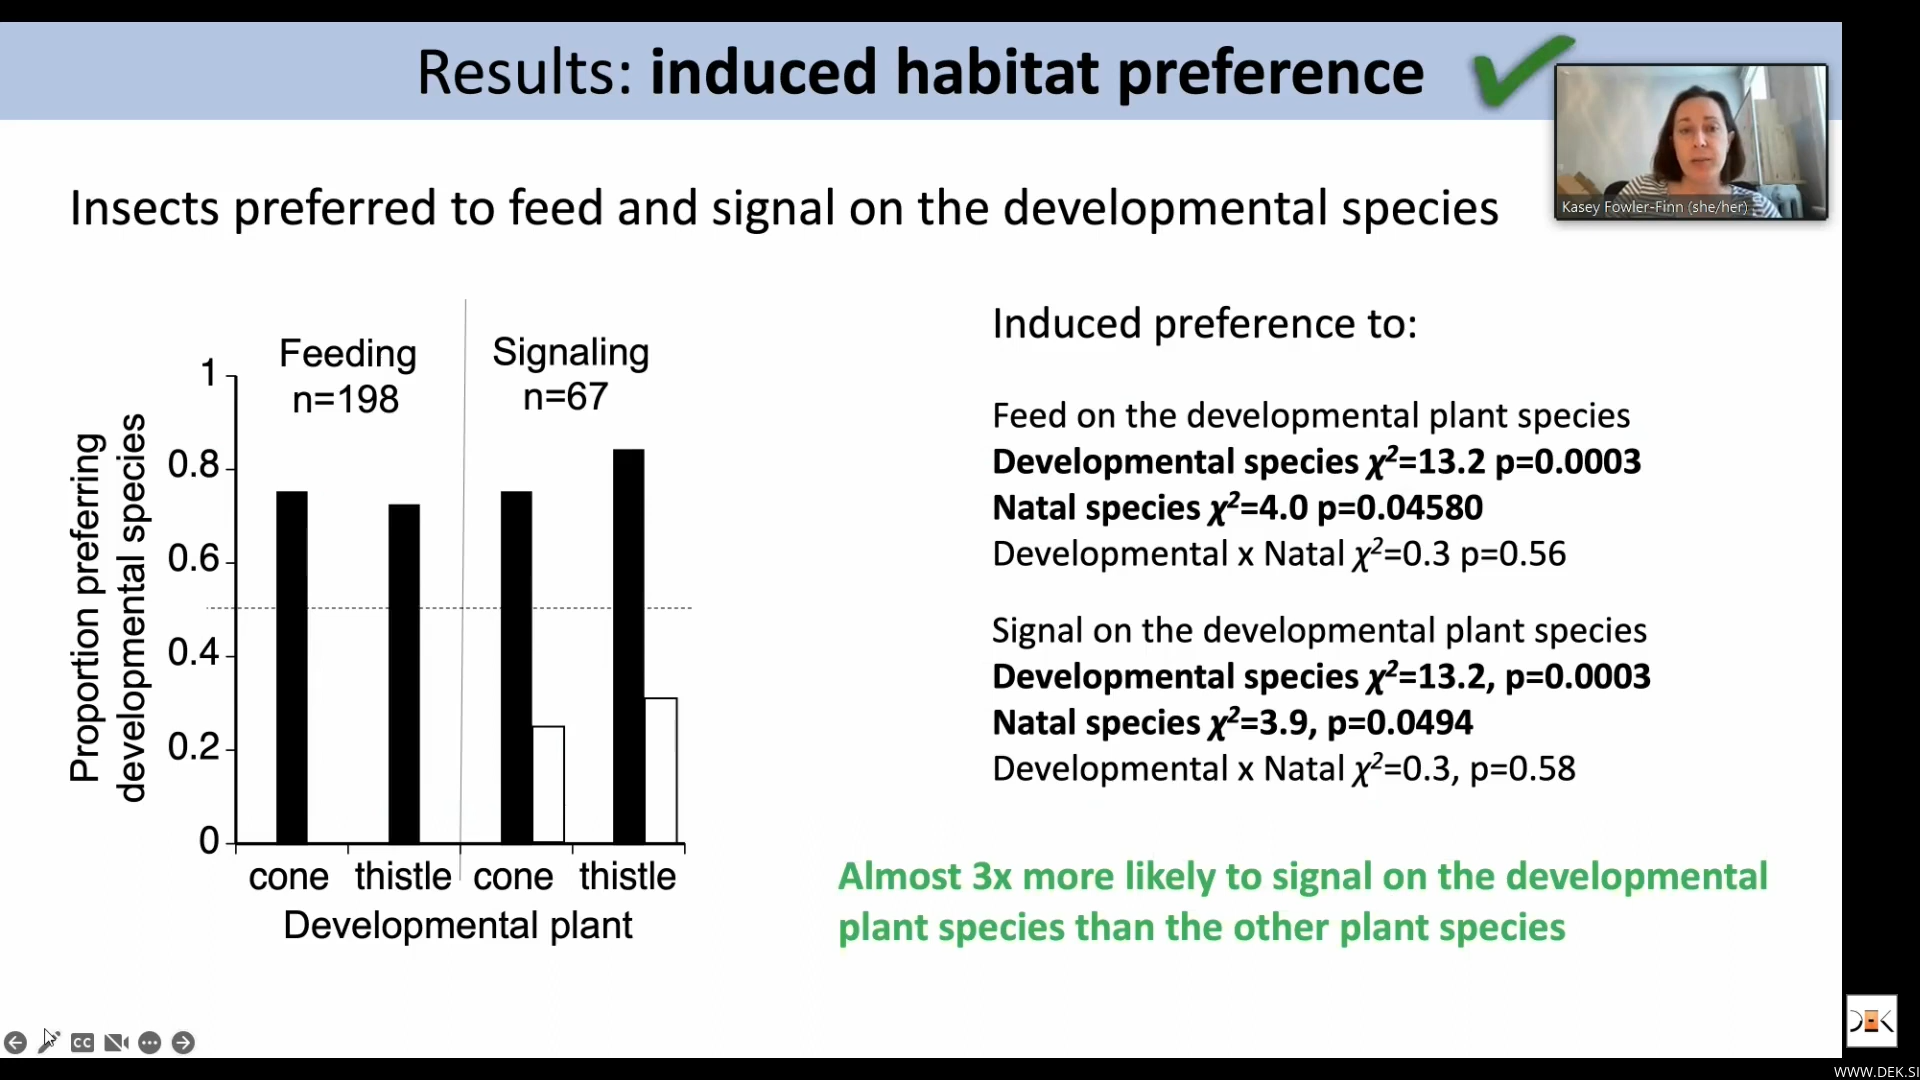 Results: induced habitat preference
Kasey Fowler-Finn (she/her)
Insects preferred to feed and signal on the developmental species
Proportion preferring
developmental species
1
0.8
0.6
0.4
0.2
0
Feeding
n=198
Signaling
n=67
cone thistle cone thistle
Developmental plant
Induced preference to:
Feed on the developmental plant species
Developmental species χ²=13.2 p=0.0003
Natal species χ²=4.0 p=0.04580
Developmental x Natal χ²=0.3 p=0.56
Signal on the developmental plant species
Developmental species χ²=13.2, p=0.0003
Natal species χ²=3.9, p=0.0494
Developmental x Natal χ²=0.3, p=0.58
Almost 3x more likely to signal on the developmental
plant species than the other plant species
CC
WWW.DEK.SI